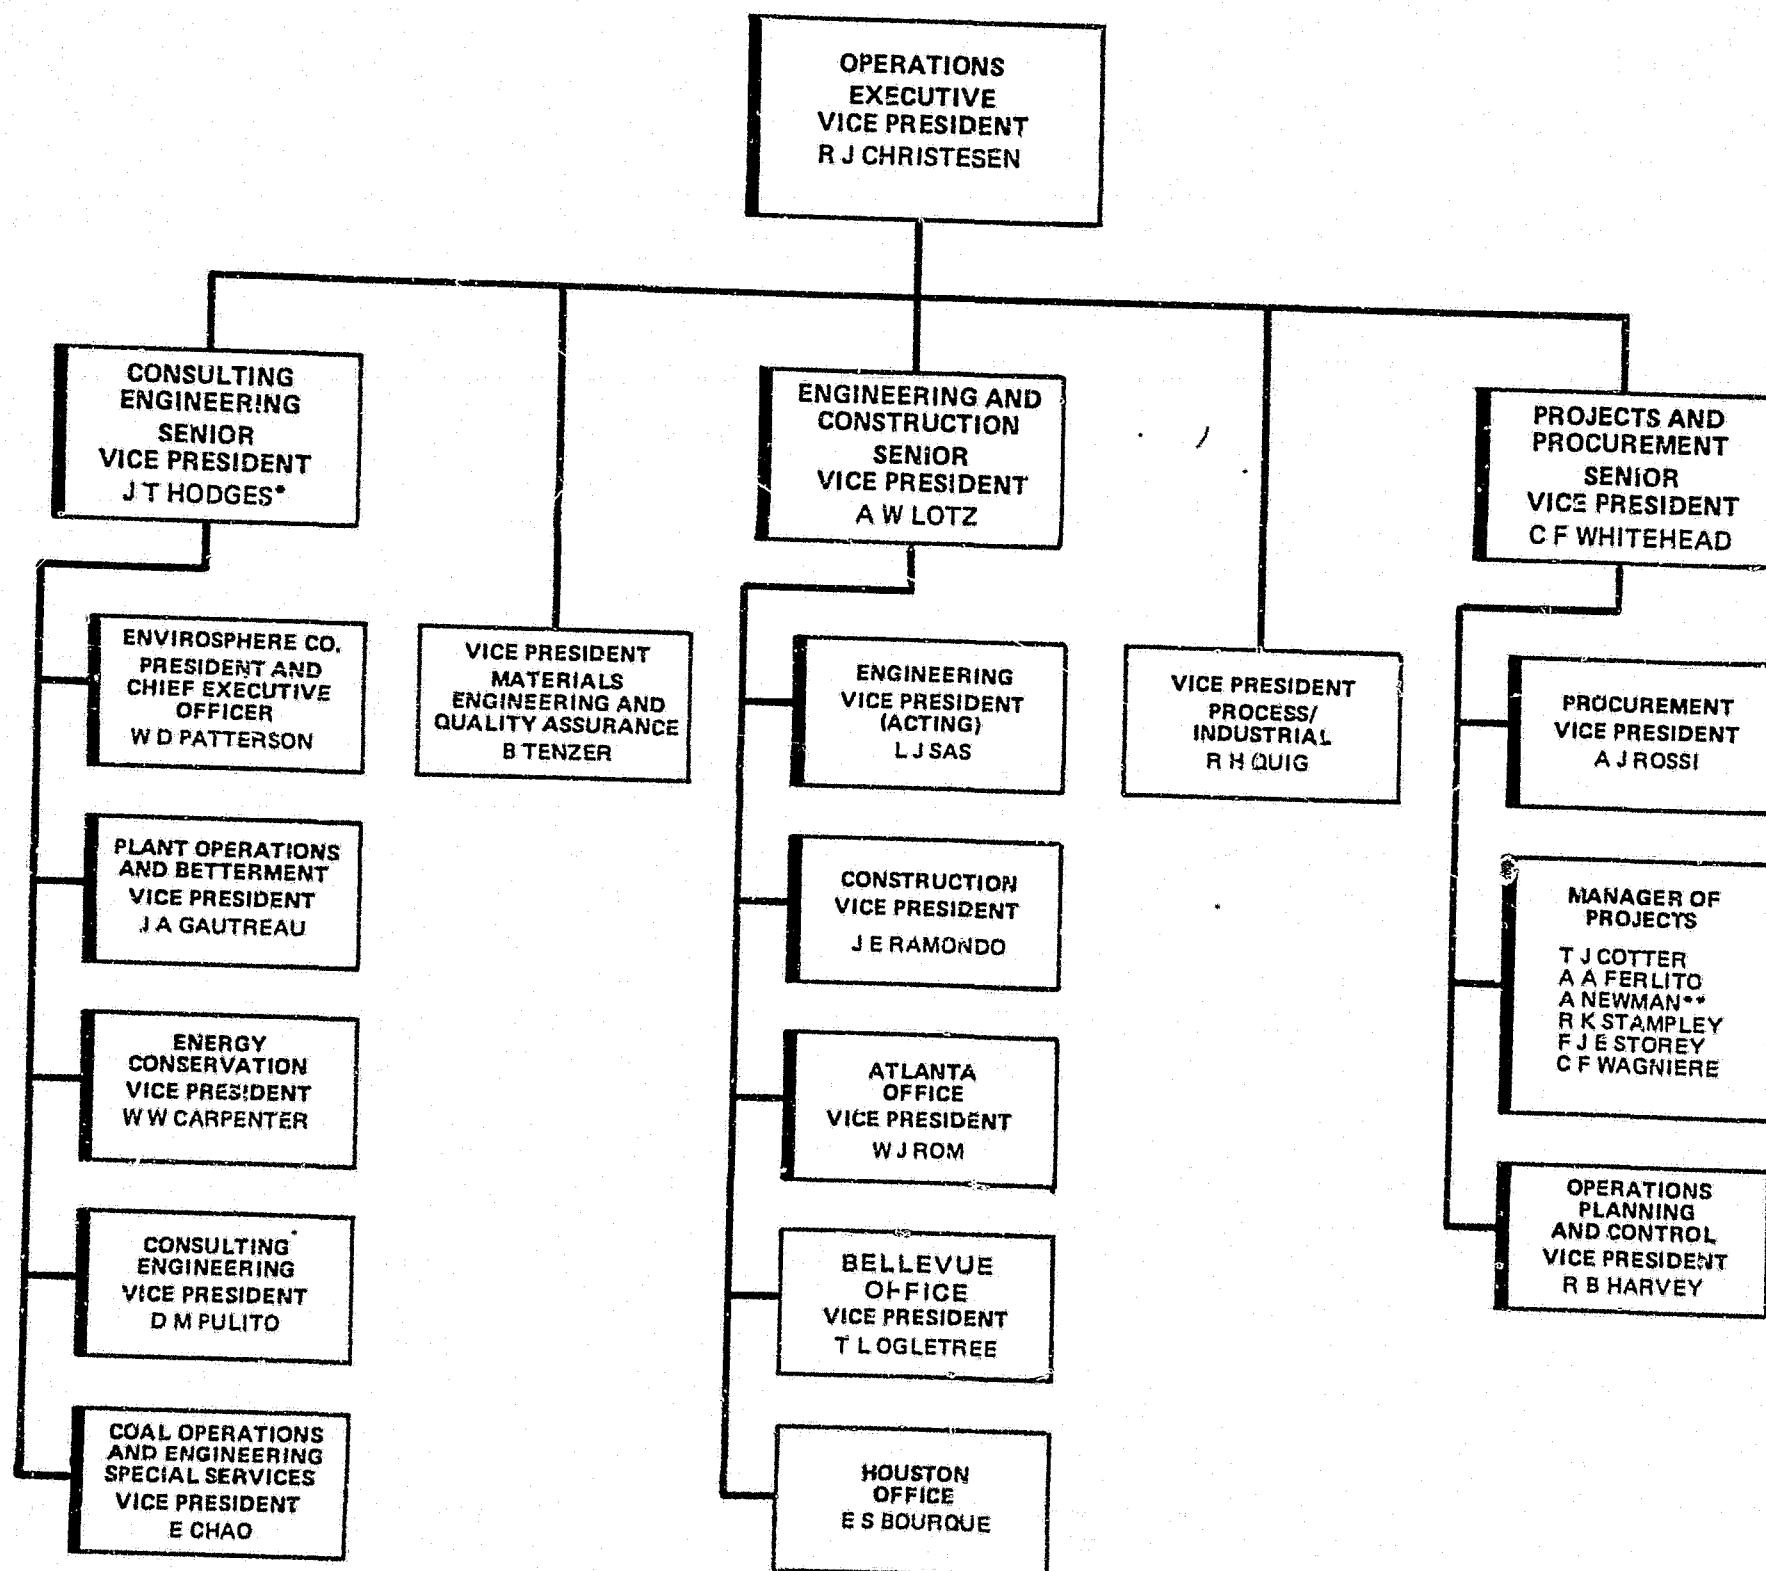 OPERATIONS
EXECUTIVE
VICE PRESIDENT
R J CHRISTESEN
CONSULTING
ENGINEERING
SENIOR
VICE PRESIDENT
J T HODGES*
ENGINEERING AND
CONSTRUCTION
SENIOR
VICE PRESIDENT
A W LOTZ
PROJECTS AND
PROCUREMENT
SENIOR
VICE PRESIDENT
C F WHITEHEAD
ENVIROSPHERE CO.
PRESIDENT AND
CHIEF EXECUTIVE
OFFICER
W D PATTERSON
VICE PRESIDENT
MATERIALS
ENGINEERING AND
QUALITY ASSURANCE
B TENZER
ENGINEERING
VICE PRESIDENT
(ACTING)
L J SAS
VICE PRESIDENT
PROCESS/
INDUSTRIAL
R H QUIG
PROCUREMENT
VICE PRESIDENT
A J ROSSI
PLANT OPERATIONS
AND BETTERMENT
VICE PRESIDENT
J A GAUTREAU
CONSTRUCTION
VICE PRESIDENT
J E RAMONDO
MANAGER OF
PROJECTS
T J COTTER
A A FERLITO
A NEWMAN**
R K STAMPLEY
F J E STOREY
C F WAGNIERE
ENERGY
CONSERVATION
VICE PRESIDENT
W W CARPENTER
ATLANTA
OFFICE
VICE PRESIDENT
W J ROM
OPERATIONS
PLANNING
AND CONTROL
VICE PRESIDENT
R B HARVEY
CONSULTING
ENGINEERING
VICE PRESIDENT
D M PULITO
BELLEVUE
OFFICE
VICE PRESIDENT
T L OGLETREE
COAL OPERATIONS
AND ENGINEERING
SPECIAL SERVICES
VICE PRESIDENT
E CHAO
HOUSTON
OFFICE
E S BOURQUE